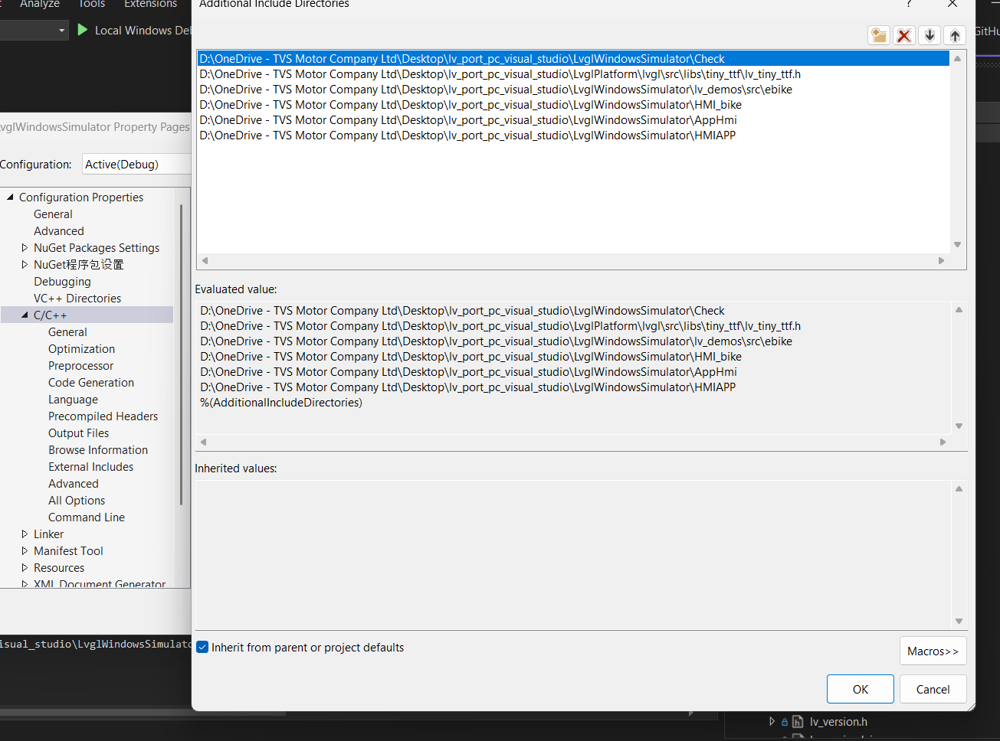 Analyze Tools Extensions
Additional Include Directories
? X
Local Windows Del
GitHu
D:\OneDrive - TVS Motor Company Ltd\Desktop\lv_port_pc_visual_studio\LvglWindowsSimulator\Check
D:\OneDrive - TVS Motor Company Ltd\Desktop\lv_port_pc_visual_studio\LvglPlatform\lvgl\src\libs\tiny_ttf\lv_tiny_ttf.h
D:\OneDrive - TVS Motor Company Ltd\Desktop\lv_port_pc_visual_studio\LvglWindowsSimulator\lv_demos\src\ebike
D:\OneDrive - TVS Motor Company Ltd\Desktop\lv_port_pc_visual_studio\LvglWindowsSimulator\HMI_bike
D:\OneDrive - TVS Motor Company Ltd\Desktop\lv_port_pc_visual_studio\LvglWindowsSimulator\AppHmi
D:\OneDrive - TVS Motor Company Ltd\Desktop\lv_port_pc_visual_studio\LvglWindowsSimulator\HMIAPP
vglWindowsSimulator Property Pages
Configuration: Active(Debug)
Configuration Properties
General
Advanced
NuGet Packages Settings
NuGet程序包设置
Debugging
VC++ Directories
C/C++
General
Optimization
Preprocessor
Code Generation
Language
Precompiled Headers
Output Files
Browse Information
External Includes
Advanced
All Options
Command Line
Linker
Manifest Tool
Resources
XML Document Generator
Evaluated value:
D:\OneDrive - TVS Motor Company Ltd\Desktop\lv_port_pc_visual_studio\LvglWindowsSimulator\Check
D:\OneDrive - TVS Motor Company Ltd\Desktop\lv_port_pc_visual_studio\LvglPlatform\lvgl\src\libs\tiny_ttf\lv_tiny_ttf.h
D:\OneDrive - TVS Motor Company Ltd\Desktop\lv_port_pc_visual_studio\LvglWindowsSimulator\lv_demos\src\ebike
D:\OneDrive - TVS Motor Company Ltd\Desktop\lv_port_pc_visual_studio\LvglWindowsSimulator\HMI_bike
D:\OneDrive - TVS Motor Company Ltd\Desktop\lv_port_pc_visual_studio\LvglWindowsSimulator\AppHmi
D:\OneDrive - TVS Motor Company Ltd\Desktop\lv_port_pc_visual_studio\LvglWindowsSimulator\HMIAPP
%(AdditionalIncludeDirectories)
Inherited values:
isual_studio\LvglWindowsSimulato
Inherit from parent or project defaults
Macros>>
OK Cancel
lv_version.h